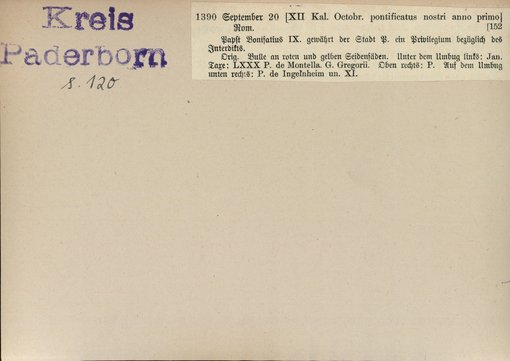 Kreis
Paderborn
s. 120
1390 September 20 [XII Kal. Octobr. pontificatus nostri anno primo]
Rom. [152
Papst Bonifatius IX. gewährt der Stadt P. ein Privilegium bezüglich des
Interdikts.
Orig. Bulle an roten und gelben Seidenfäden. Unter dem Umbug links: Jan.
Taxe: LXXX P. de Montella. G. Gregorii. Oben rechts: P. Auf dem Umbug
unten rechts: P. de Ingelnheim un. XI.